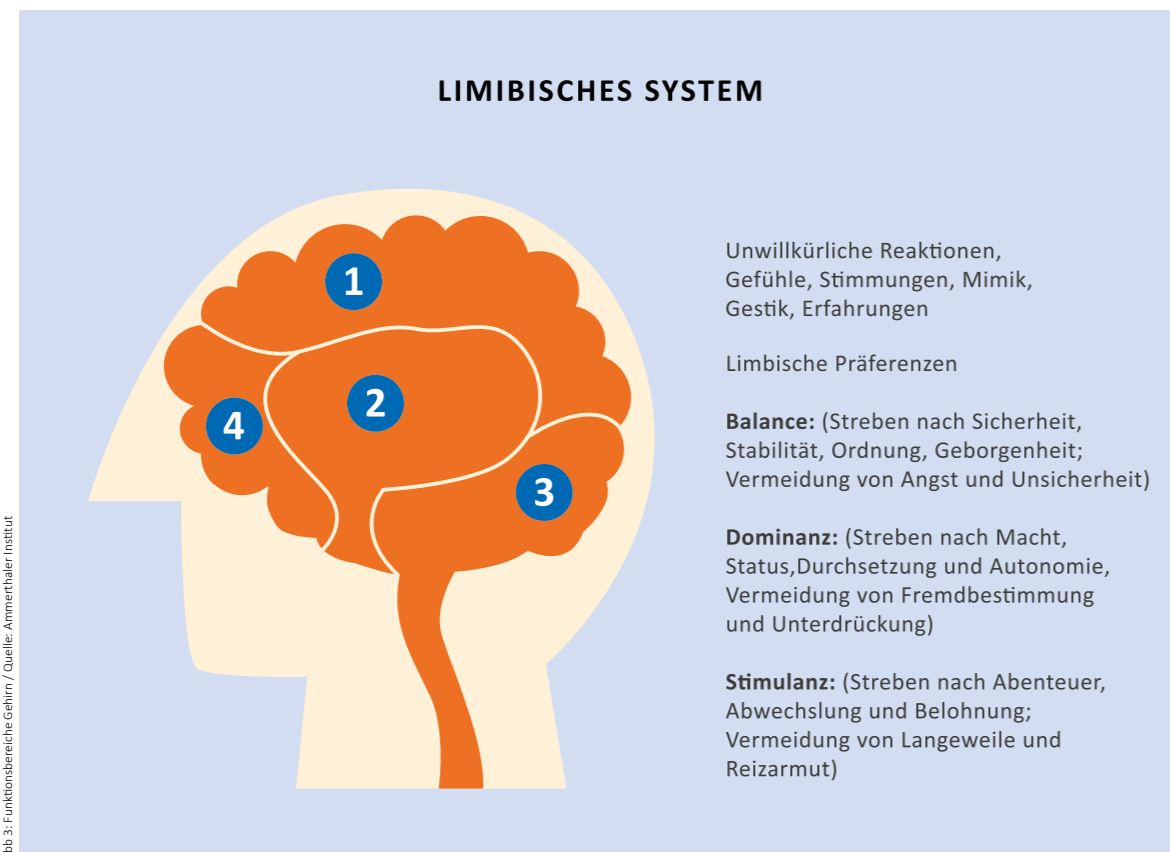 LIMIBISCHES SYSTEM
1
2
4
3
Unwillkürliche Reaktionen,
Gefühle, Stimmungen, Mimik,
Gestik, Erfahrungen
Limbische Präferenzen
Balance: (Streben nach Sicherheit,
Stabilität, Ordnung, Geborgenheit;
Vermeidung von Angst und Unsicherheit)
Dominanz: (Streben nach Macht,
Status,Durchsetzung und Autonomie,
Vermeidung von Fremdbestimmung
und Unterdrückung)
Stimulanz: (Streben nach Abenteuer,
Abwechslung und Belohnung;
Vermeidung von Langeweile und
Reizarmut)
bb 3: Funktionsbereiche Gehirn / Quelle: Ammerthaler Institut